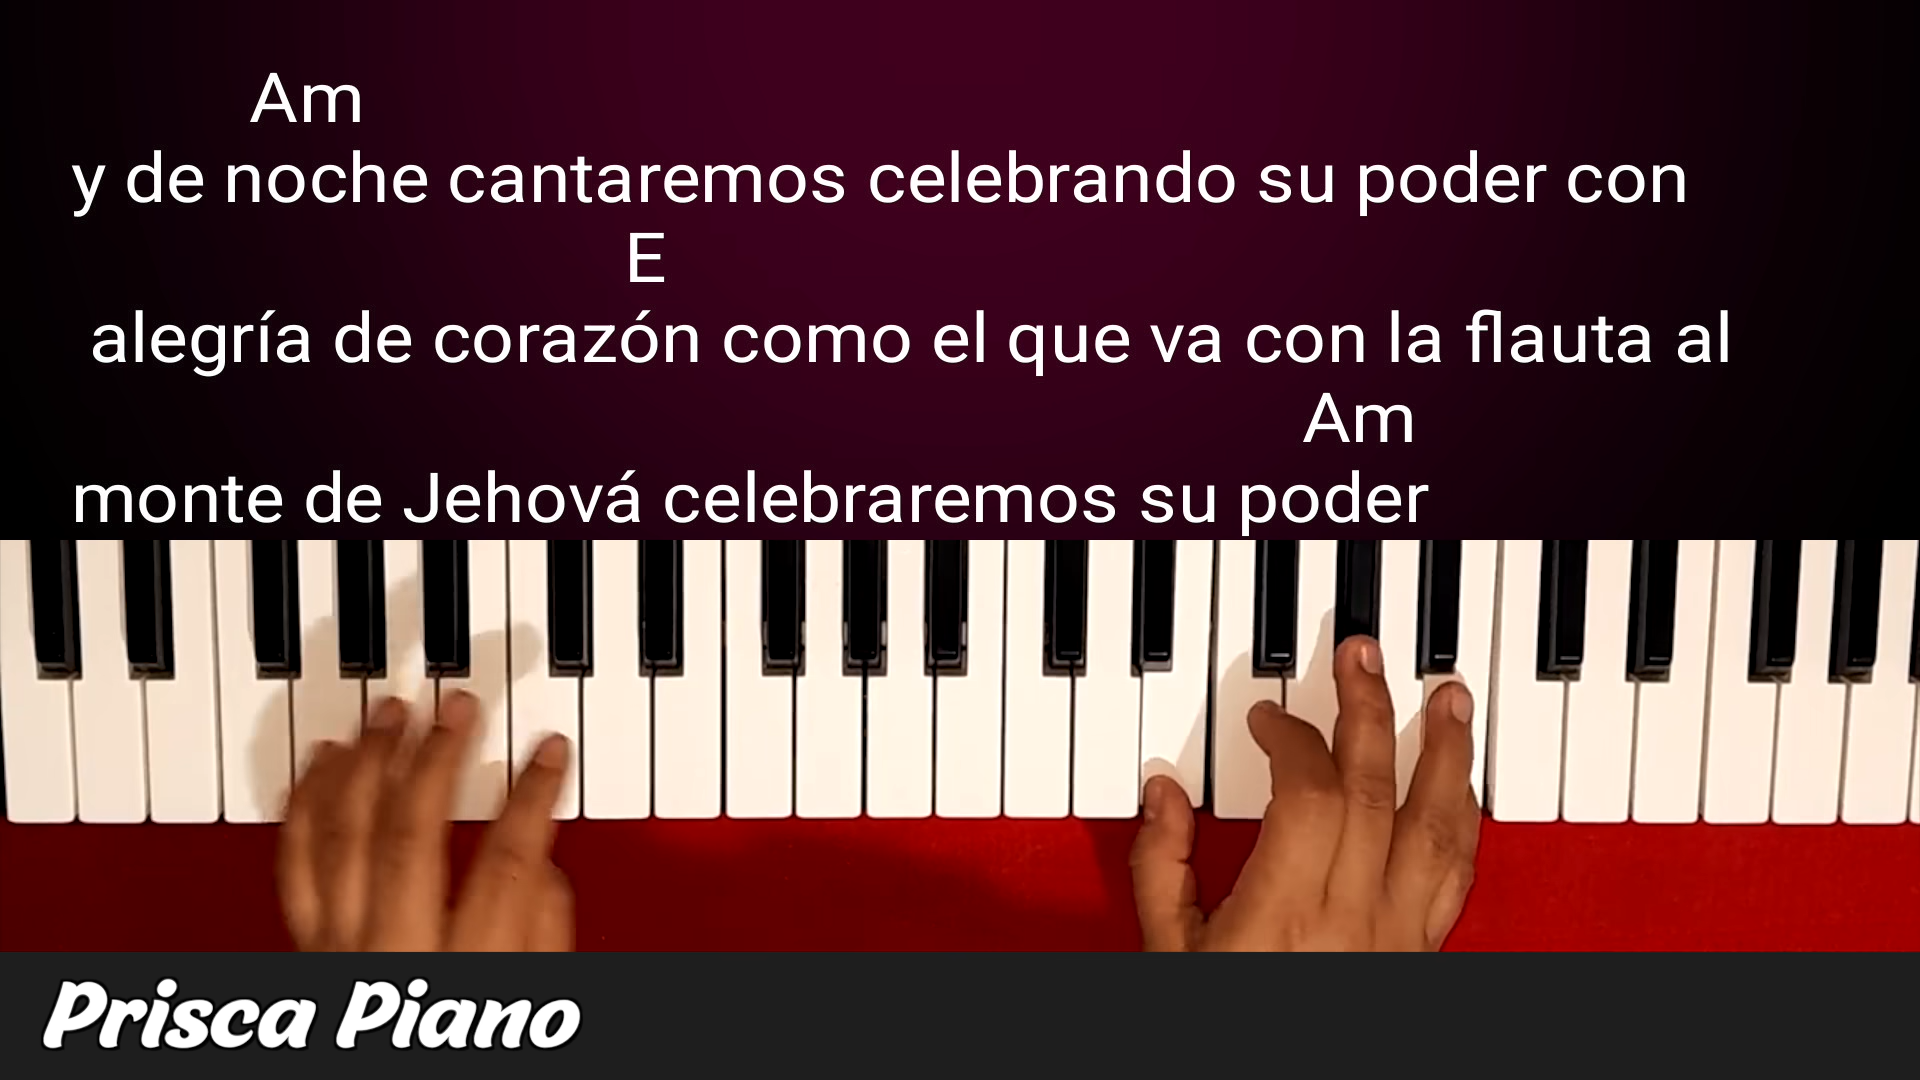 Am
y de noche cantaremos celebrando su poder con
E
alegría de corazón como el que va con la flauta al
Am
monte de Jehová celebraremos su poder
Prisca Piano